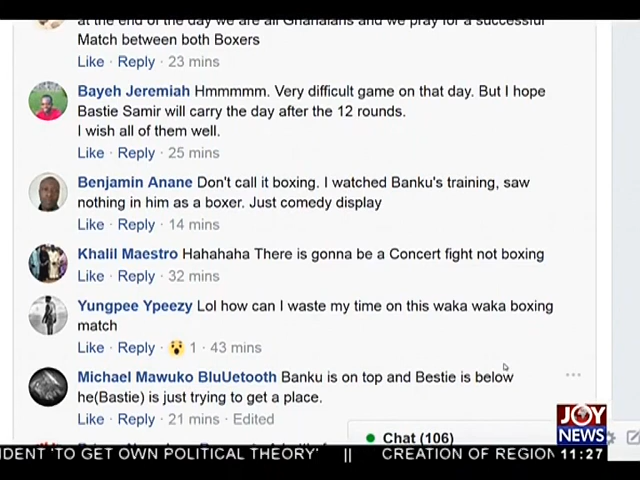 at the end of the day we are all Ghanaians and we pray for a successful
Match between both Boxers
Like · Reply · 23 mins
Bayeh Jeremiah Hmmmmm. Very difficult game on that day. But I hope
Bastie Samir will carry the day after the 12 rounds.
I wish all of them well.
Like · Reply · 25 mins
Benjamin Anane Don't call it boxing. I watched Banku's training, saw
nothing in him as a boxer. Just comedy display
Like · Reply · 14 mins
Khalil Maestro Hahahaha There is gonna be a Concert fight not boxing
Like · Reply · 32 mins
Yungpee Ypeezy Lol how can I waste my time on this waka waka boxing
match
Like · Reply · 1 · 43 mins
Michael Mawuko BluUetooth Banku is on top and Bestie is below
he(Bastie) is just trying to get a place.
Like · Reply · 21 mins · Edited
Chat (106)
JOY
NEWS
IDENT 'TO GET OWN POLITICAL THEORY' || CREATION OF REGION 11:27